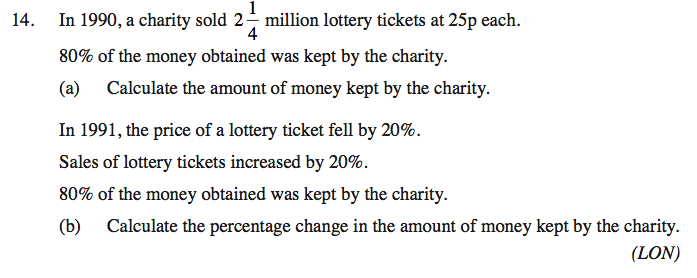 14. In 1990, a charity sold 2 1/4 million lottery tickets at 25p each.
80% of the money obtained was kept by the charity.
(a) Calculate the amount of money kept by the charity.
In 1991, the price of a lottery ticket fell by 20%.
Sales of lottery tickets increased by 20%.
80% of the money obtained was kept by the charity.
(b) Calculate the percentage change in the amount of money kept by the charity.
(LON)